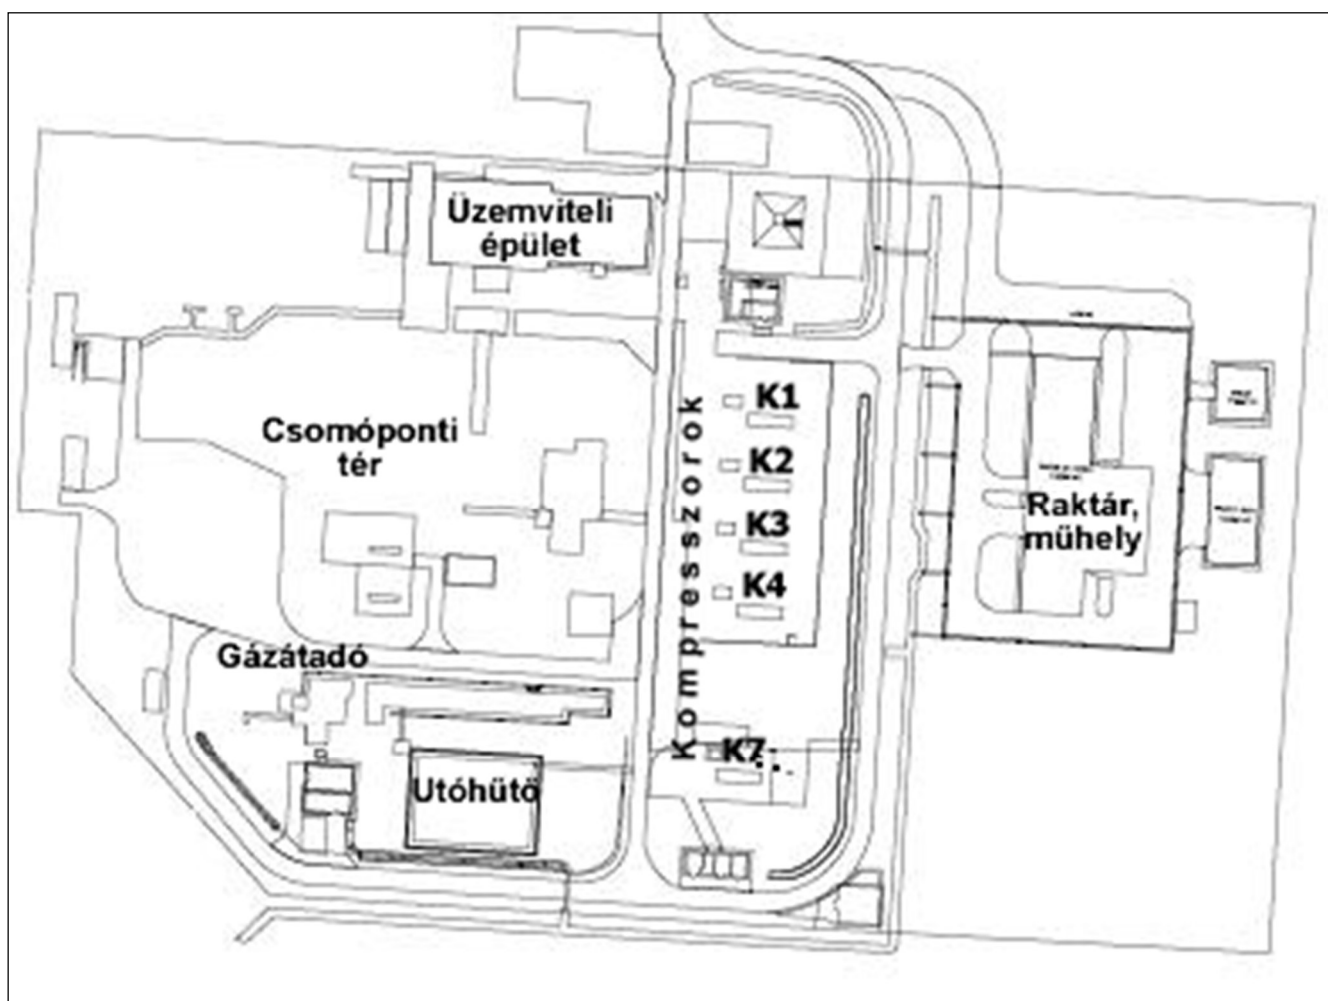 Üzemviteli
épület
Csomóponti
tér
Kompresszorok
K1
K2
K3
K4
Raktár,
műhely
Gázátadó
K7
Utóhűtő